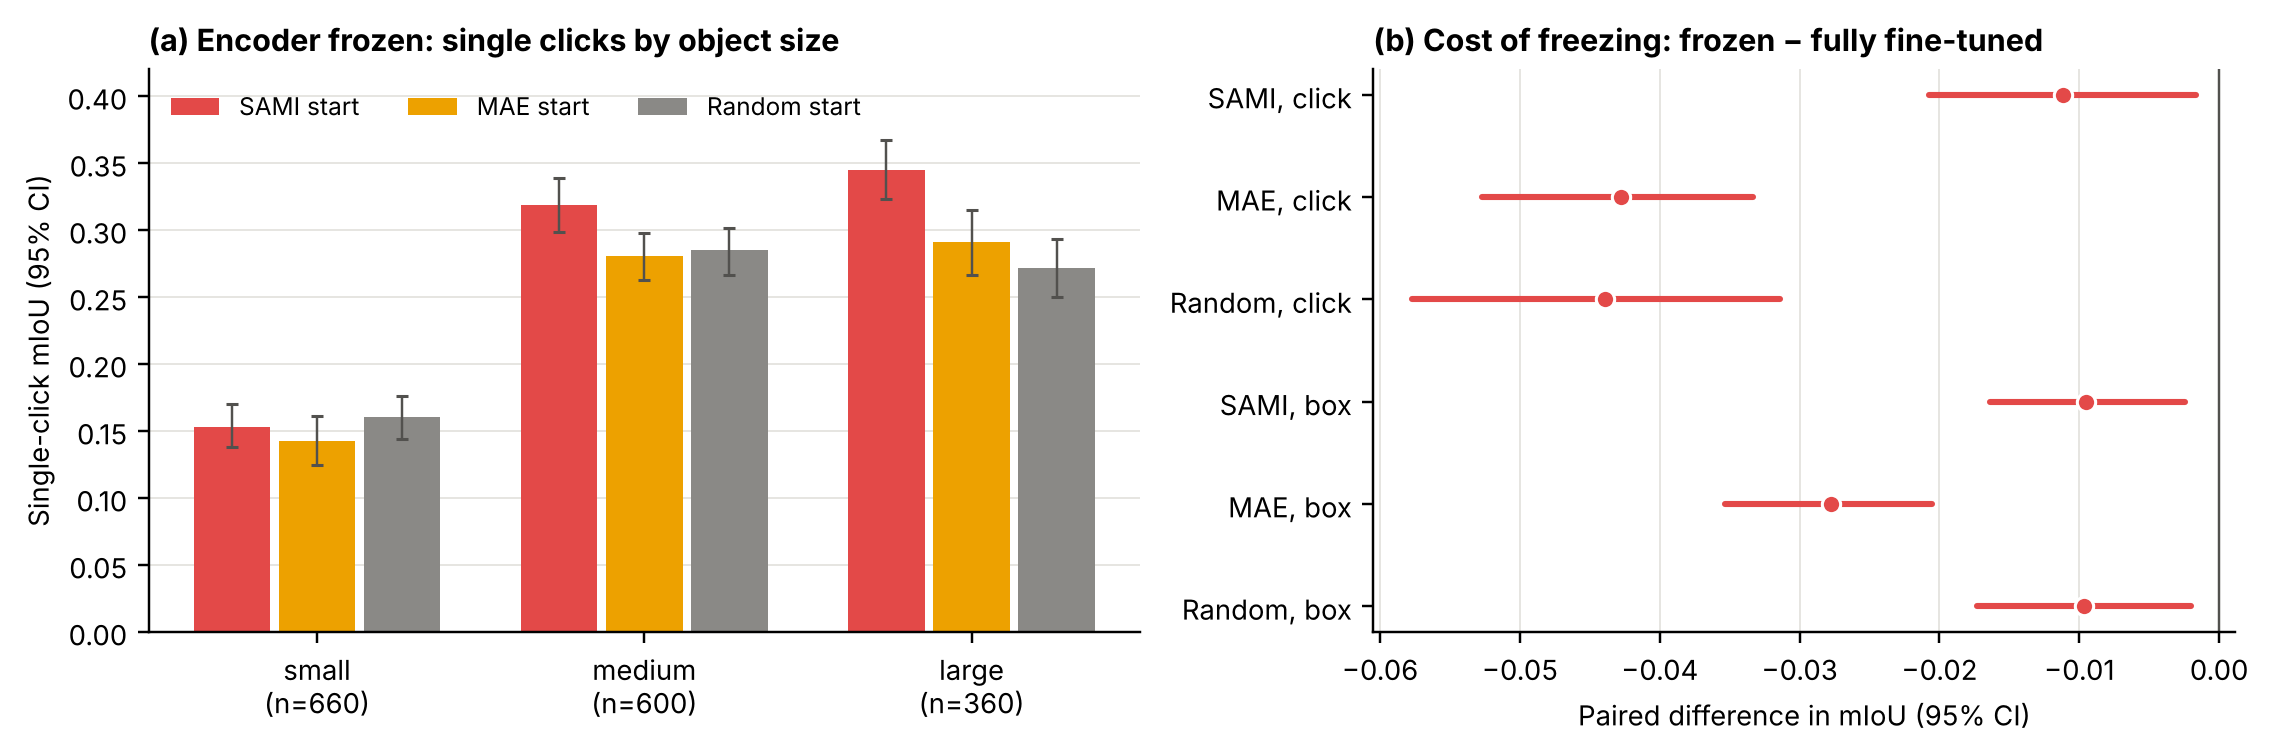 (a) Encoder frozen: single clicks by object size
Single-click mIoU (95% CI)
0.40
0.35
0.30
0.25
0.20
0.15
0.10
0.05
0.00
SAMI start
MAE start
Random start
small
(n=660)
medium
(n=600)
large
(n=360)
(b) Cost of freezing: frozen − fully fine-tuned
SAMI, click
MAE, click
Random, click
SAMI, box
MAE, box
Random, box
−0.06
−0.05
−0.04
−0.03
−0.02
−0.01
0.00
Paired difference in mIoU (95% CI)